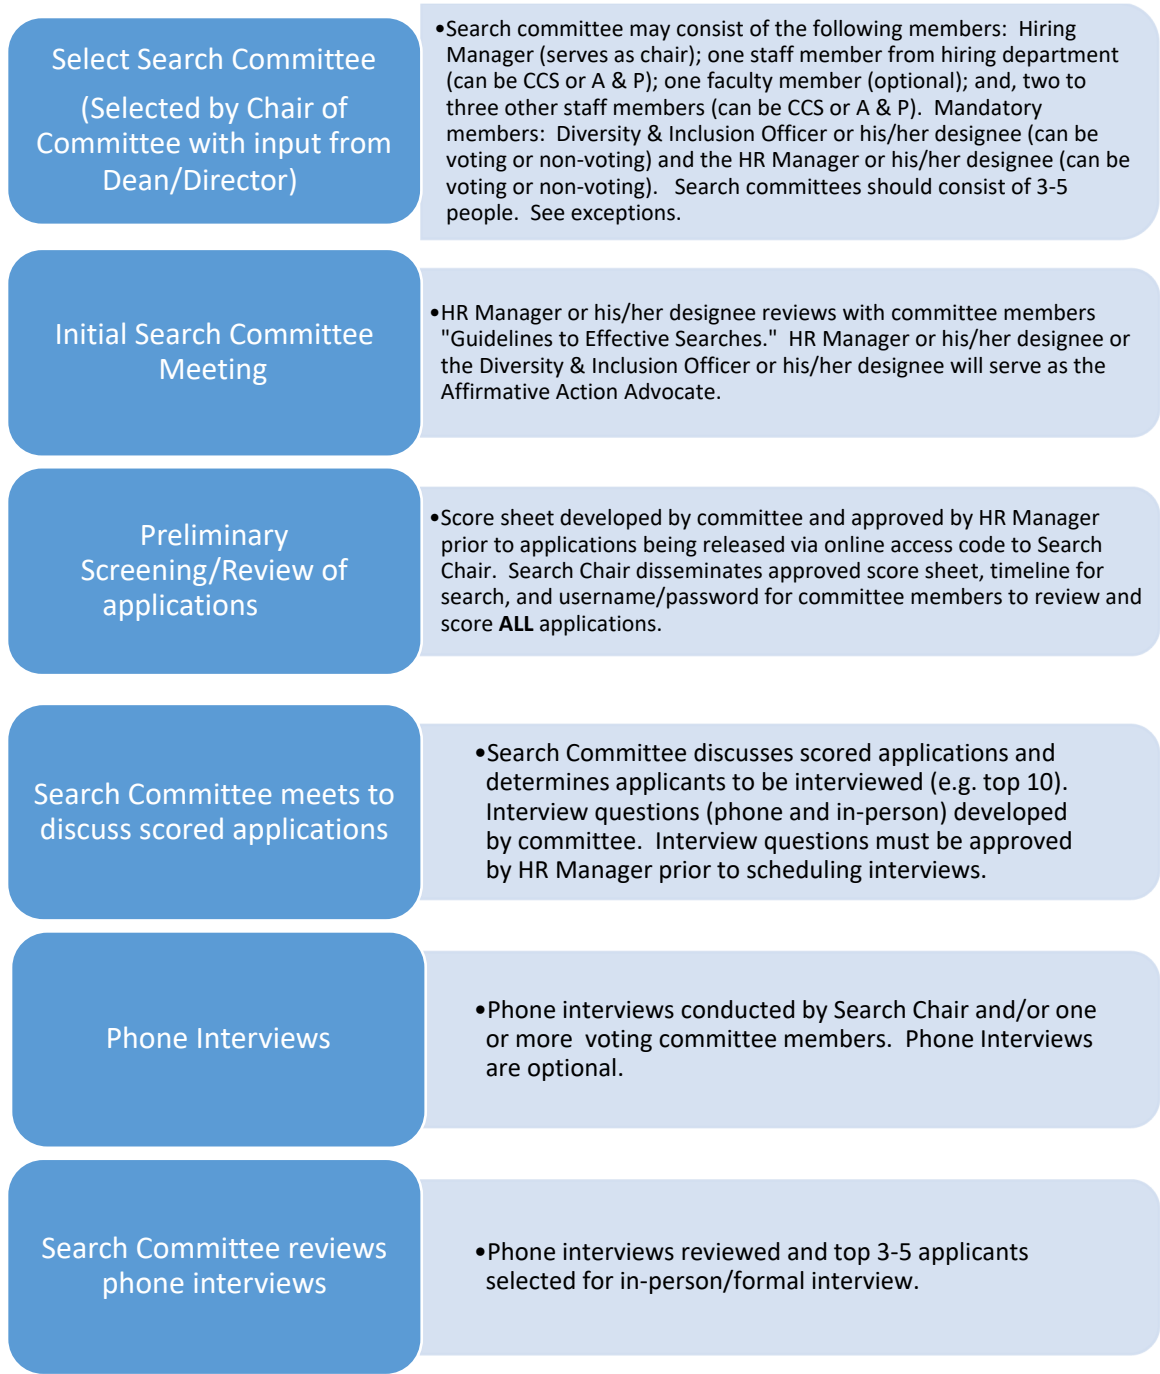 Select Search Committee
(Selected by Chair of
Committee with input from
Dean/Director)
•Search committee may consist of the following members:  Hiring
Manager (serves as chair); one staff member from hiring department
(can be CCS or A & P); one faculty member (optional); and, two to
three other staff members (can be CCS or A & P).  Mandatory
members:  Diversity & Inclusion Officer or his/her designee (can be
voting or non-voting) and the HR Manager or his/her designee (can be
voting or non-voting).   Search committees should consist of 3-5
people.  See exceptions.
Initial Search Committee
Meeting
•HR Manager or his/her designee reviews with committee members
"Guidelines to Effective Searches."  HR Manager or his/her designee or
the Diversity & Inclusion Officer or his/her designee will serve as the
Affirmative Action Advocate.
Preliminary
Screening/Review of
applications
•Score sheet developed by committee and approved by HR Manager
prior to applications being released via online access code to Search
Chair.  Search Chair disseminates approved score sheet, timeline for
search, and username/password for committee members to review and
score ALL applications.
Search Committee meets to
discuss scored applications
•Search Committee discusses scored applications and
determines applicants to be interviewed (e.g. top 10).
Interview questions (phone and in-person) developed
by committee.  Interview questions must be approved
by HR Manager prior to scheduling interviews.
Phone Interviews
•Phone interviews conducted by Search Chair and/or one
or more  voting committee members.  Phone Interviews
are optional.
Search Committee reviews
phone interviews
•Phone interviews reviewed and top 3-5 applicants
selected for in-person/formal interview.